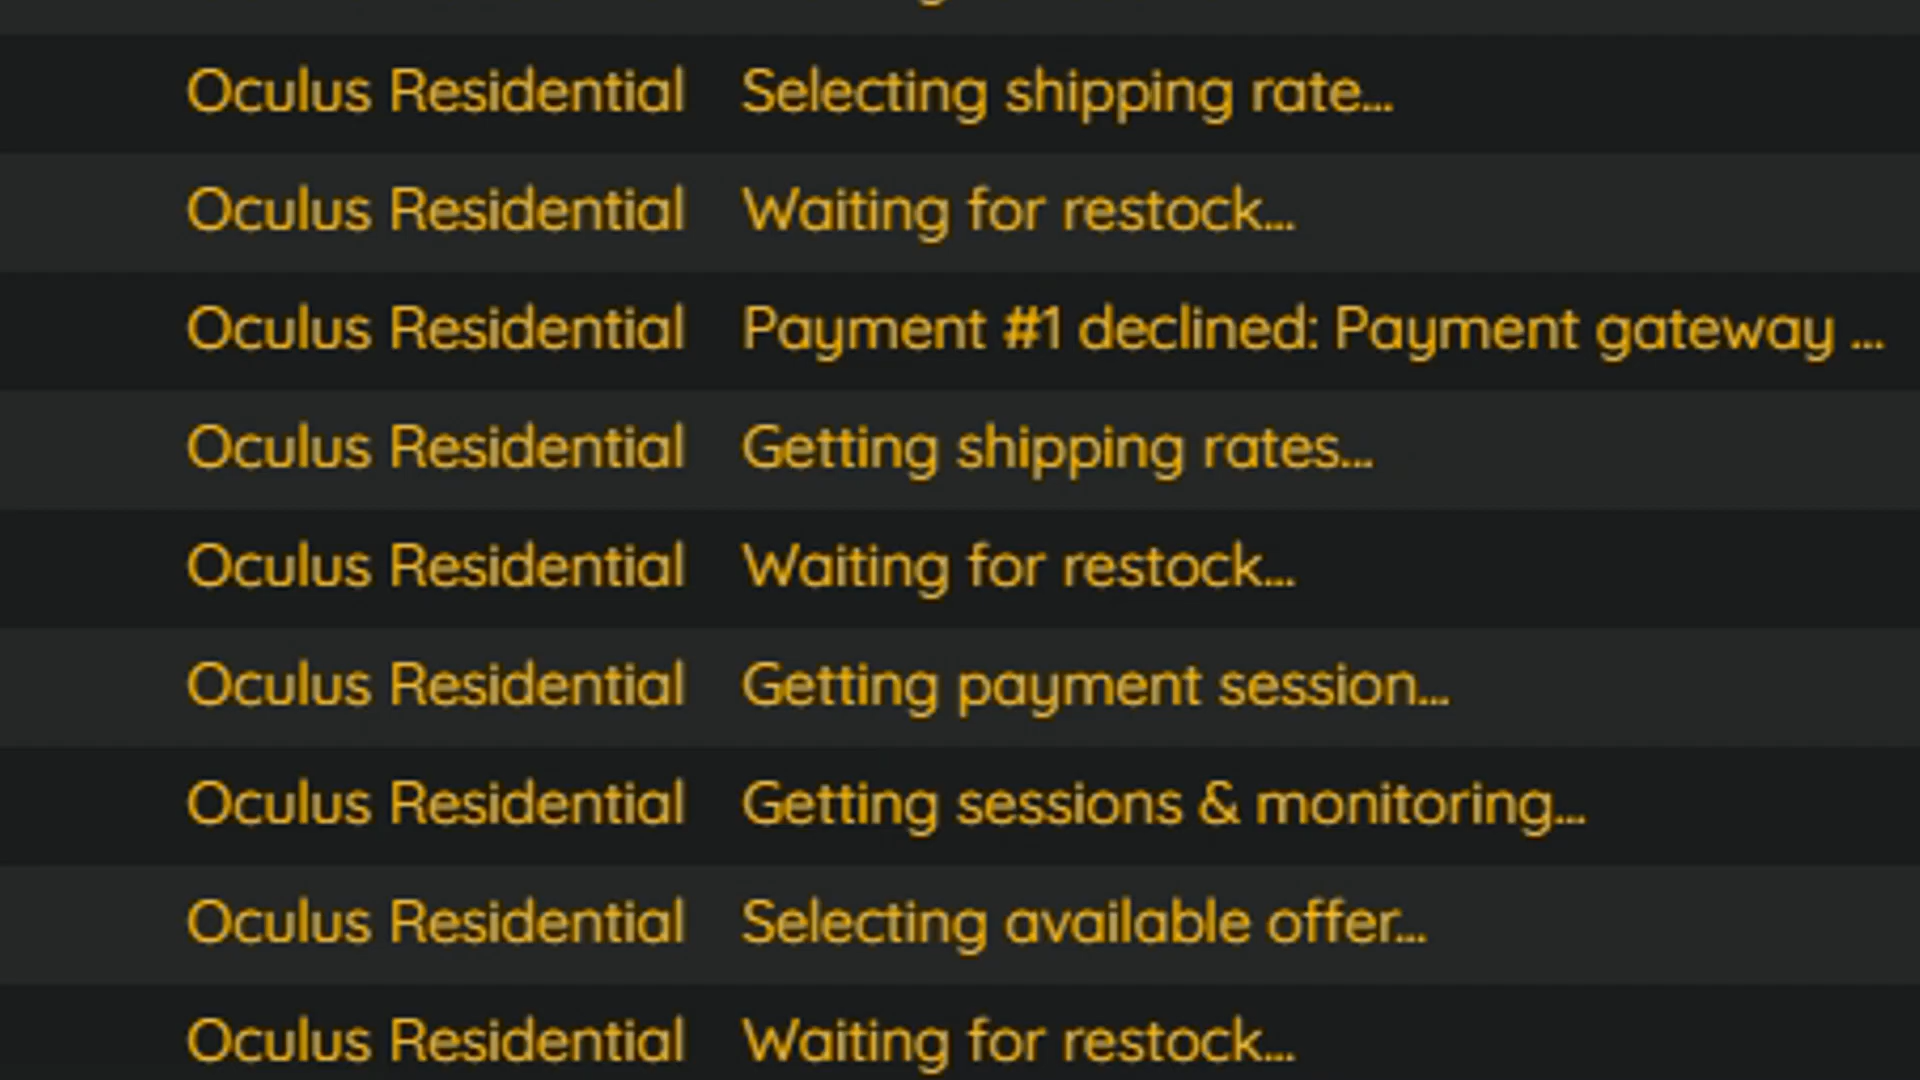 Oculus Residential Selecting shipping rate...
Oculus Residential Waiting for restock...
Oculus Residential Payment #1 declined: Payment gateway ...
Oculus Residential Getting shipping rates...
Oculus Residential Waiting for restock...
Oculus Residential Getting payment session...
Oculus Residential Getting sessions & monitoring...
Oculus Residential Selecting available offer...
Oculus Residential Waiting for restock...